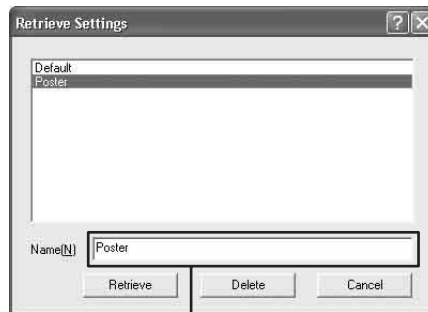 Retrieve Settings
Default
Poster
Name(N) Poster
Retrieve Delete Cancel